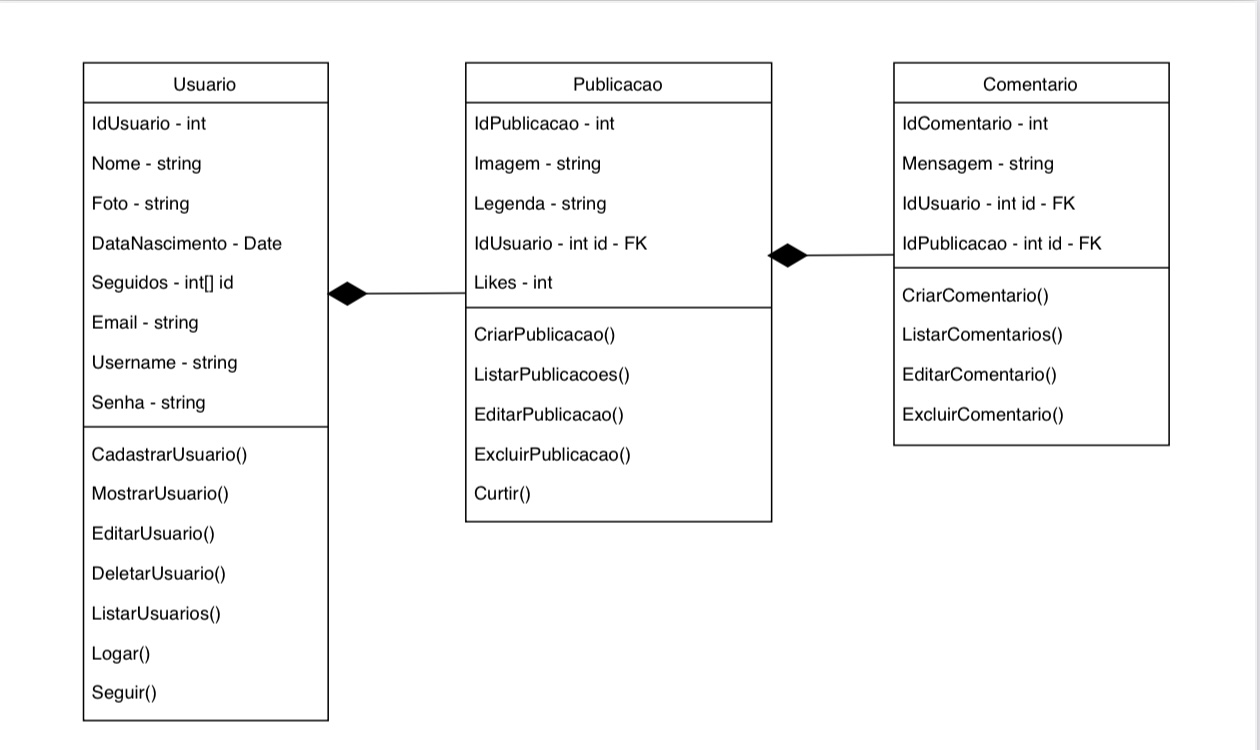 Usuario
IdUsuario - int
Nome - string
Foto - string
DataNascimento - Date
Seguidos - int[] id
Email - string
Username - string
Senha - string
CadastrarUsuario()
MostrarUsuario()
EditarUsuario()
DeletarUsuario()
ListarUsuarios()
Logar()
Seguir()
Publicacao
IdPublicacao - int
Imagem - string
Legenda - string
IdUsuario - int id - FK
Likes - int
CriarPublicacao()
ListarPublicacoes()
EditarPublicacao()
ExcluirPublicacao()
Curtir()
Comentario
IdComentario - int
Mensagem - string
IdUsuario - int id - FK
IdPublicacao - int id - FK
CriarComentario()
ListarComentarios()
EditarComentario()
ExcluirComentario()